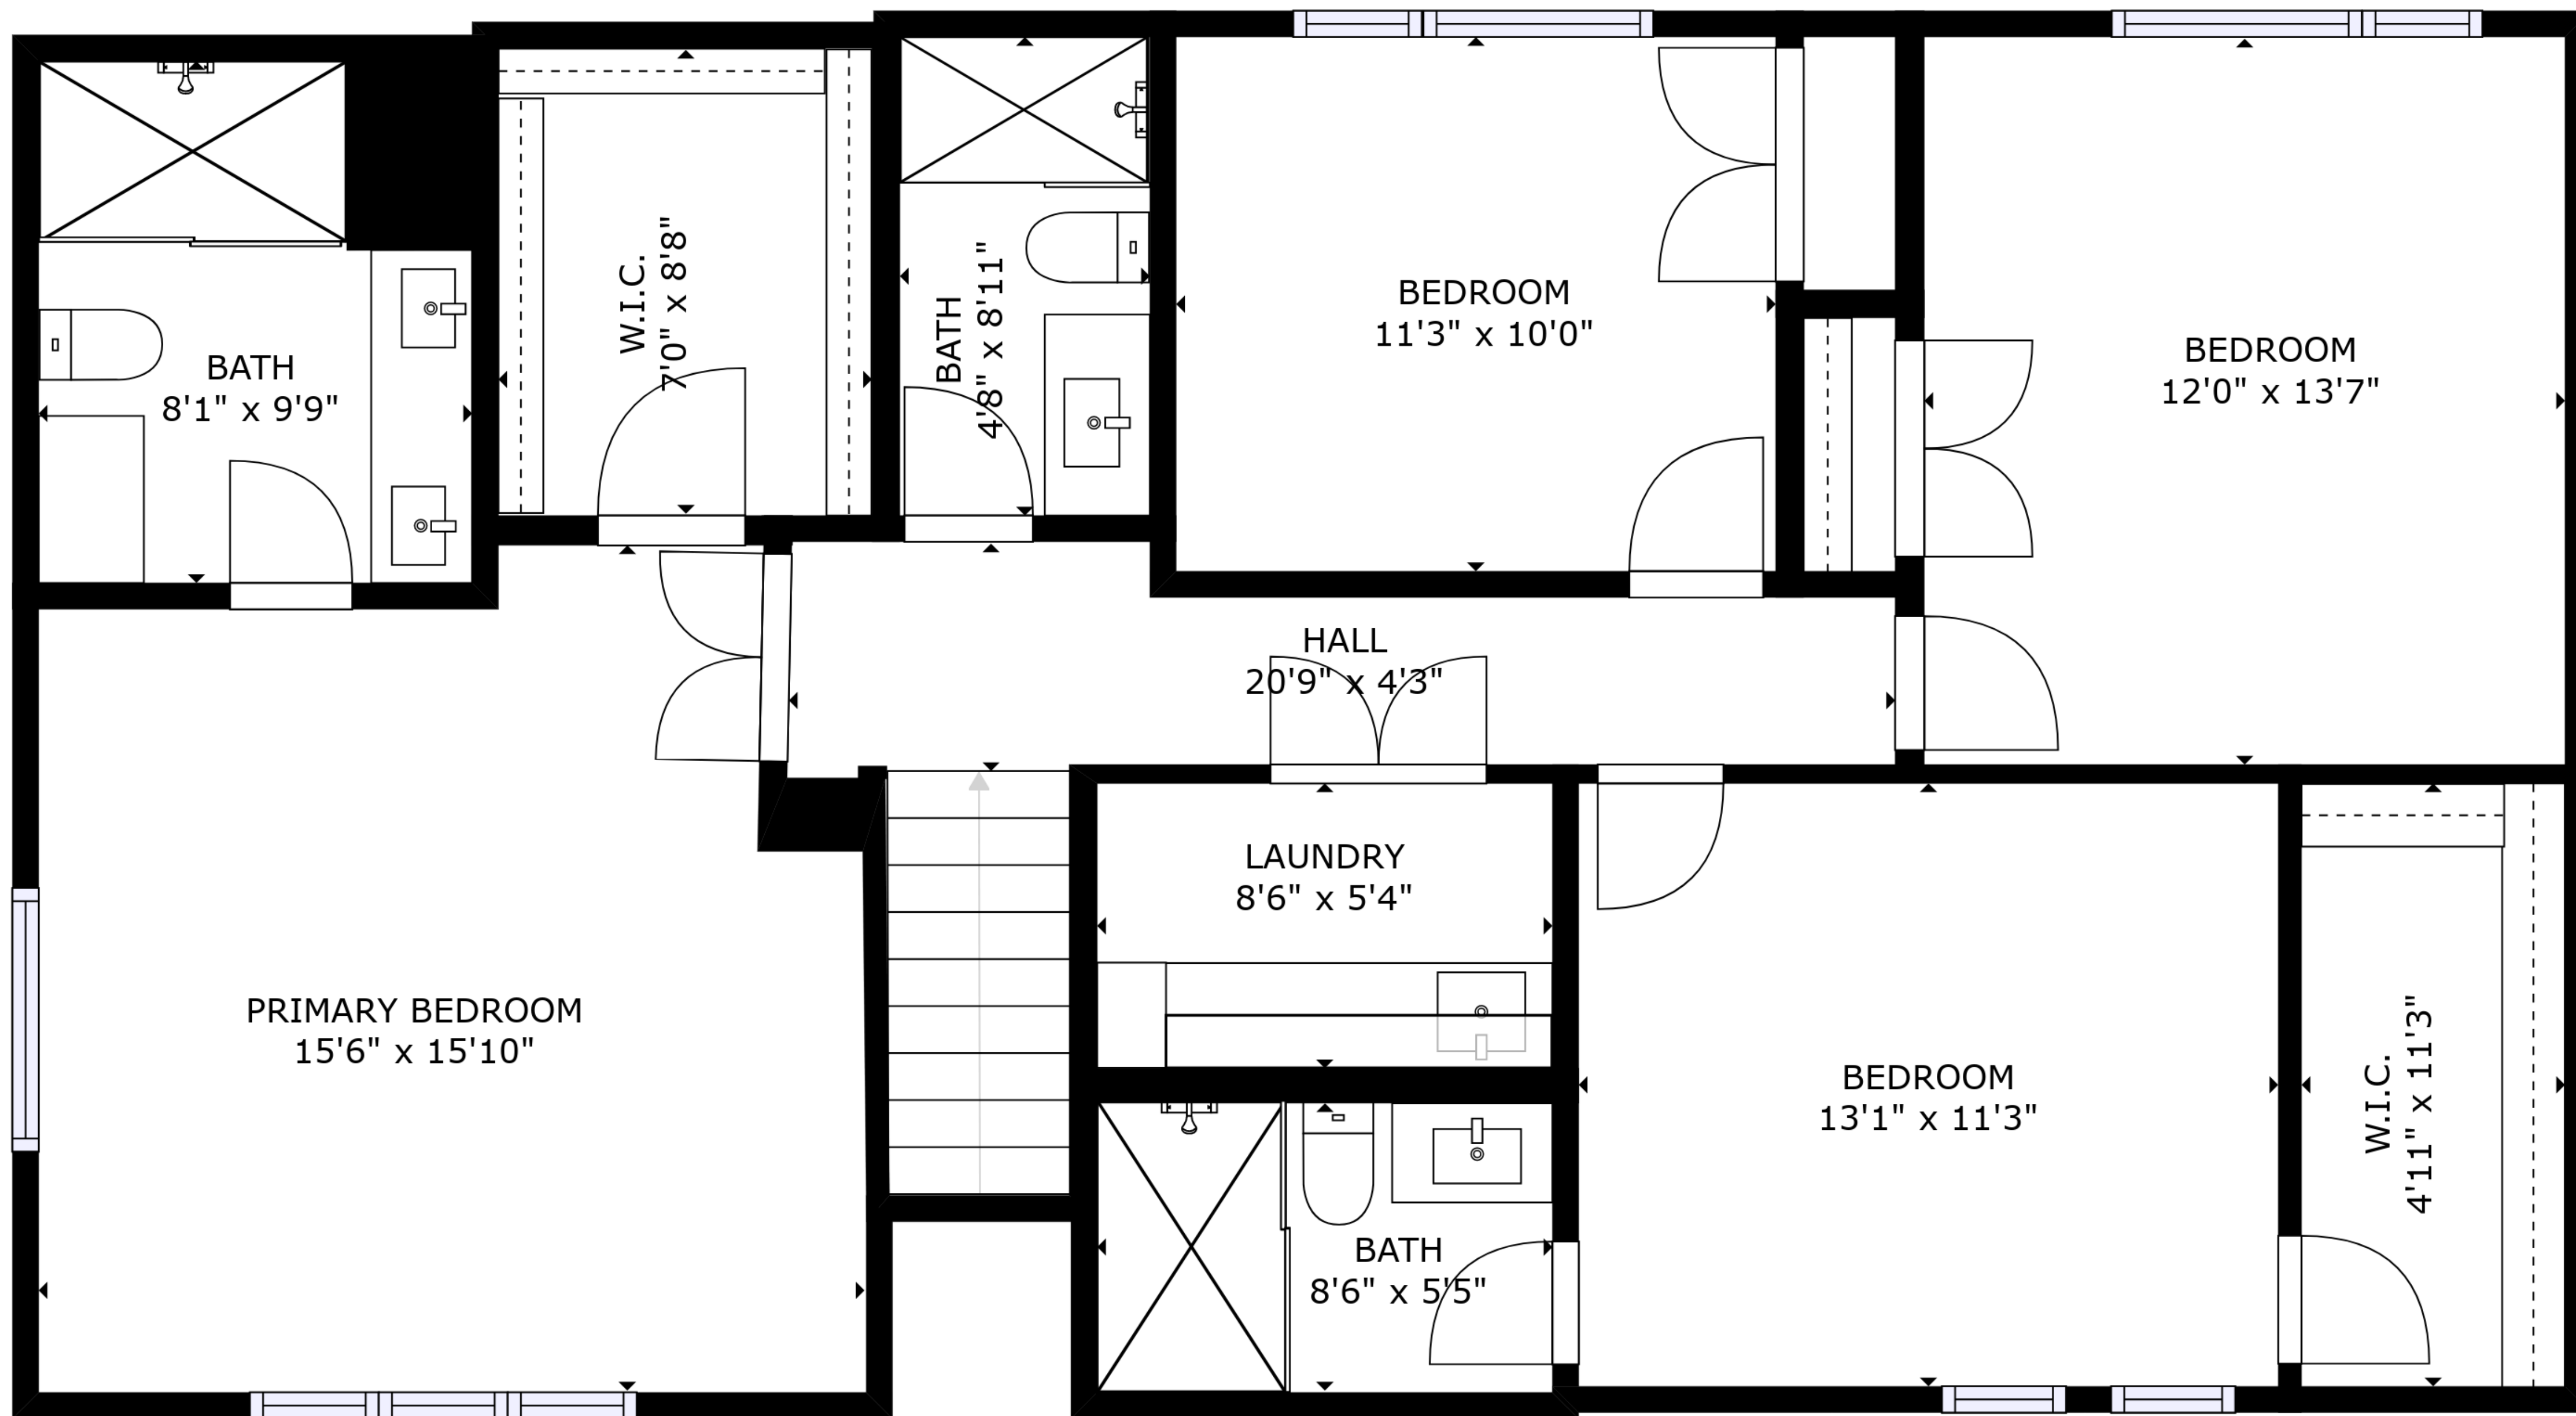 W.I.C.
7'0" x 8'8"
BATH
4'8" x 8'11"
BEDROOM
11'3" x 10'0"
BEDROOM
12'0" x 13'7"
BATH
8'1" x 9'9"
HALL
20'9" x 4'3"
LAUNDRY
8'6" x 5'4"
PRIMARY BEDROOM
15'6" x 15'10"
BEDROOM
13'1" x 11'3"
W.I.C.
4'11" x 11'3"
BATH
8'6" x 5'5"